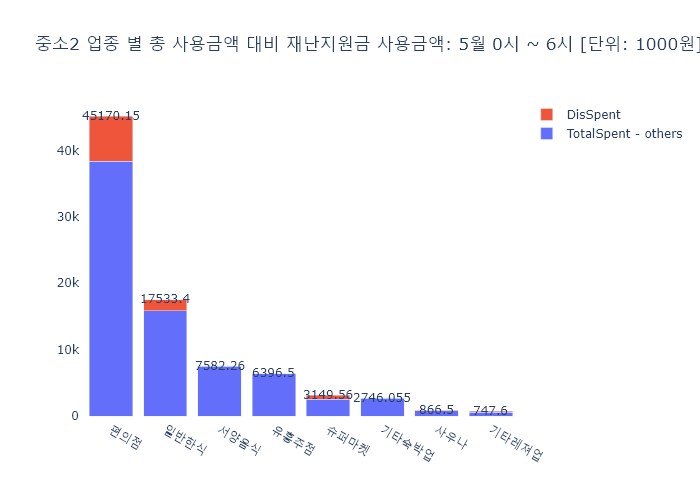 중소2 업종 별 총 사용금액 대비 재난지원금 사용금액: 5월 0시 ~ 6시 [단위: 1000원]
DisSpent
TotalSpent - others
45170.15
17533.4
7582.26
6396.5
3149.56
2746.055
866.5
747.6
40k
30k
20k
10k
0
편의점
일반한식
서양음식
유흥주점
슈퍼마켓
기타숙박업
사우나
기타레져업